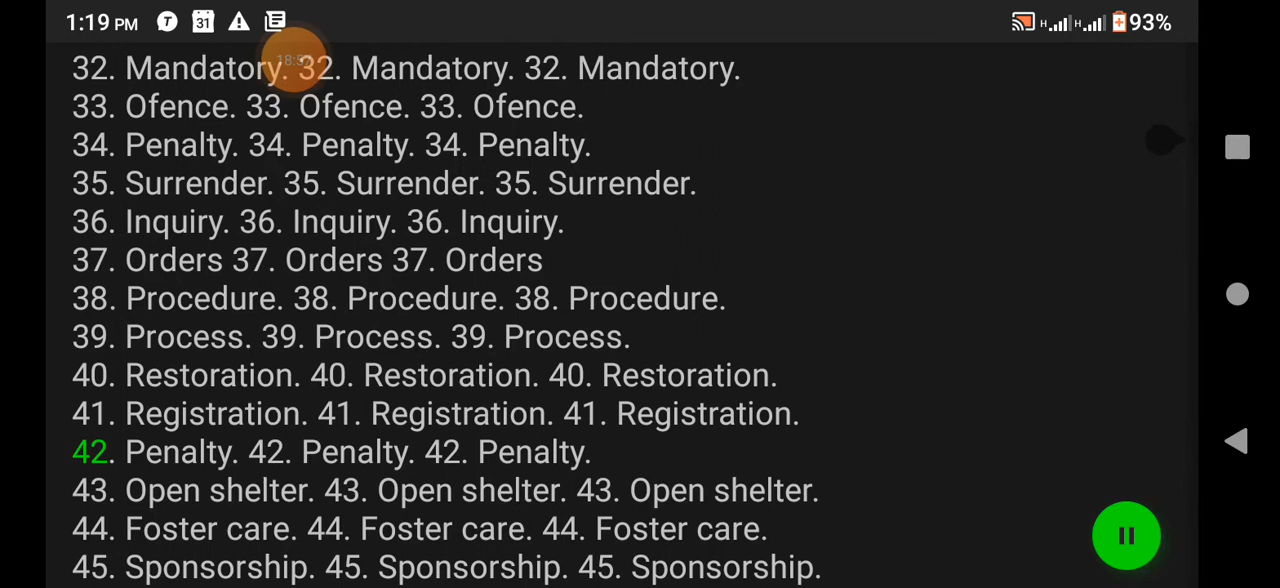 1:19 PM T 31 H H 93%
32. Mandatory. 32. Mandatory. 32. Mandatory.
33. Ofence. 33. Ofence. 33. Ofence.
34. Penalty. 34. Penalty. 34. Penalty.
35. Surrender. 35. Surrender. 35. Surrender.
36. Inquiry. 36. Inquiry. 36. Inquiry.
37. Orders 37. Orders 37. Orders
38. Procedure. 38. Procedure. 38. Procedure.
39. Process. 39. Process. 39. Process.
40. Restoration. 40. Restoration. 40. Restoration.
41. Registration. 41. Registration. 41. Registration.
42. Penalty. 42. Penalty. 42. Penalty.
43. Open shelter. 43. Open shelter. 43. Open shelter.
44. Foster care. 44. Foster care. 44. Foster care.
45. Sponsorship. 45. Sponsorship. 45. Sponsorship.